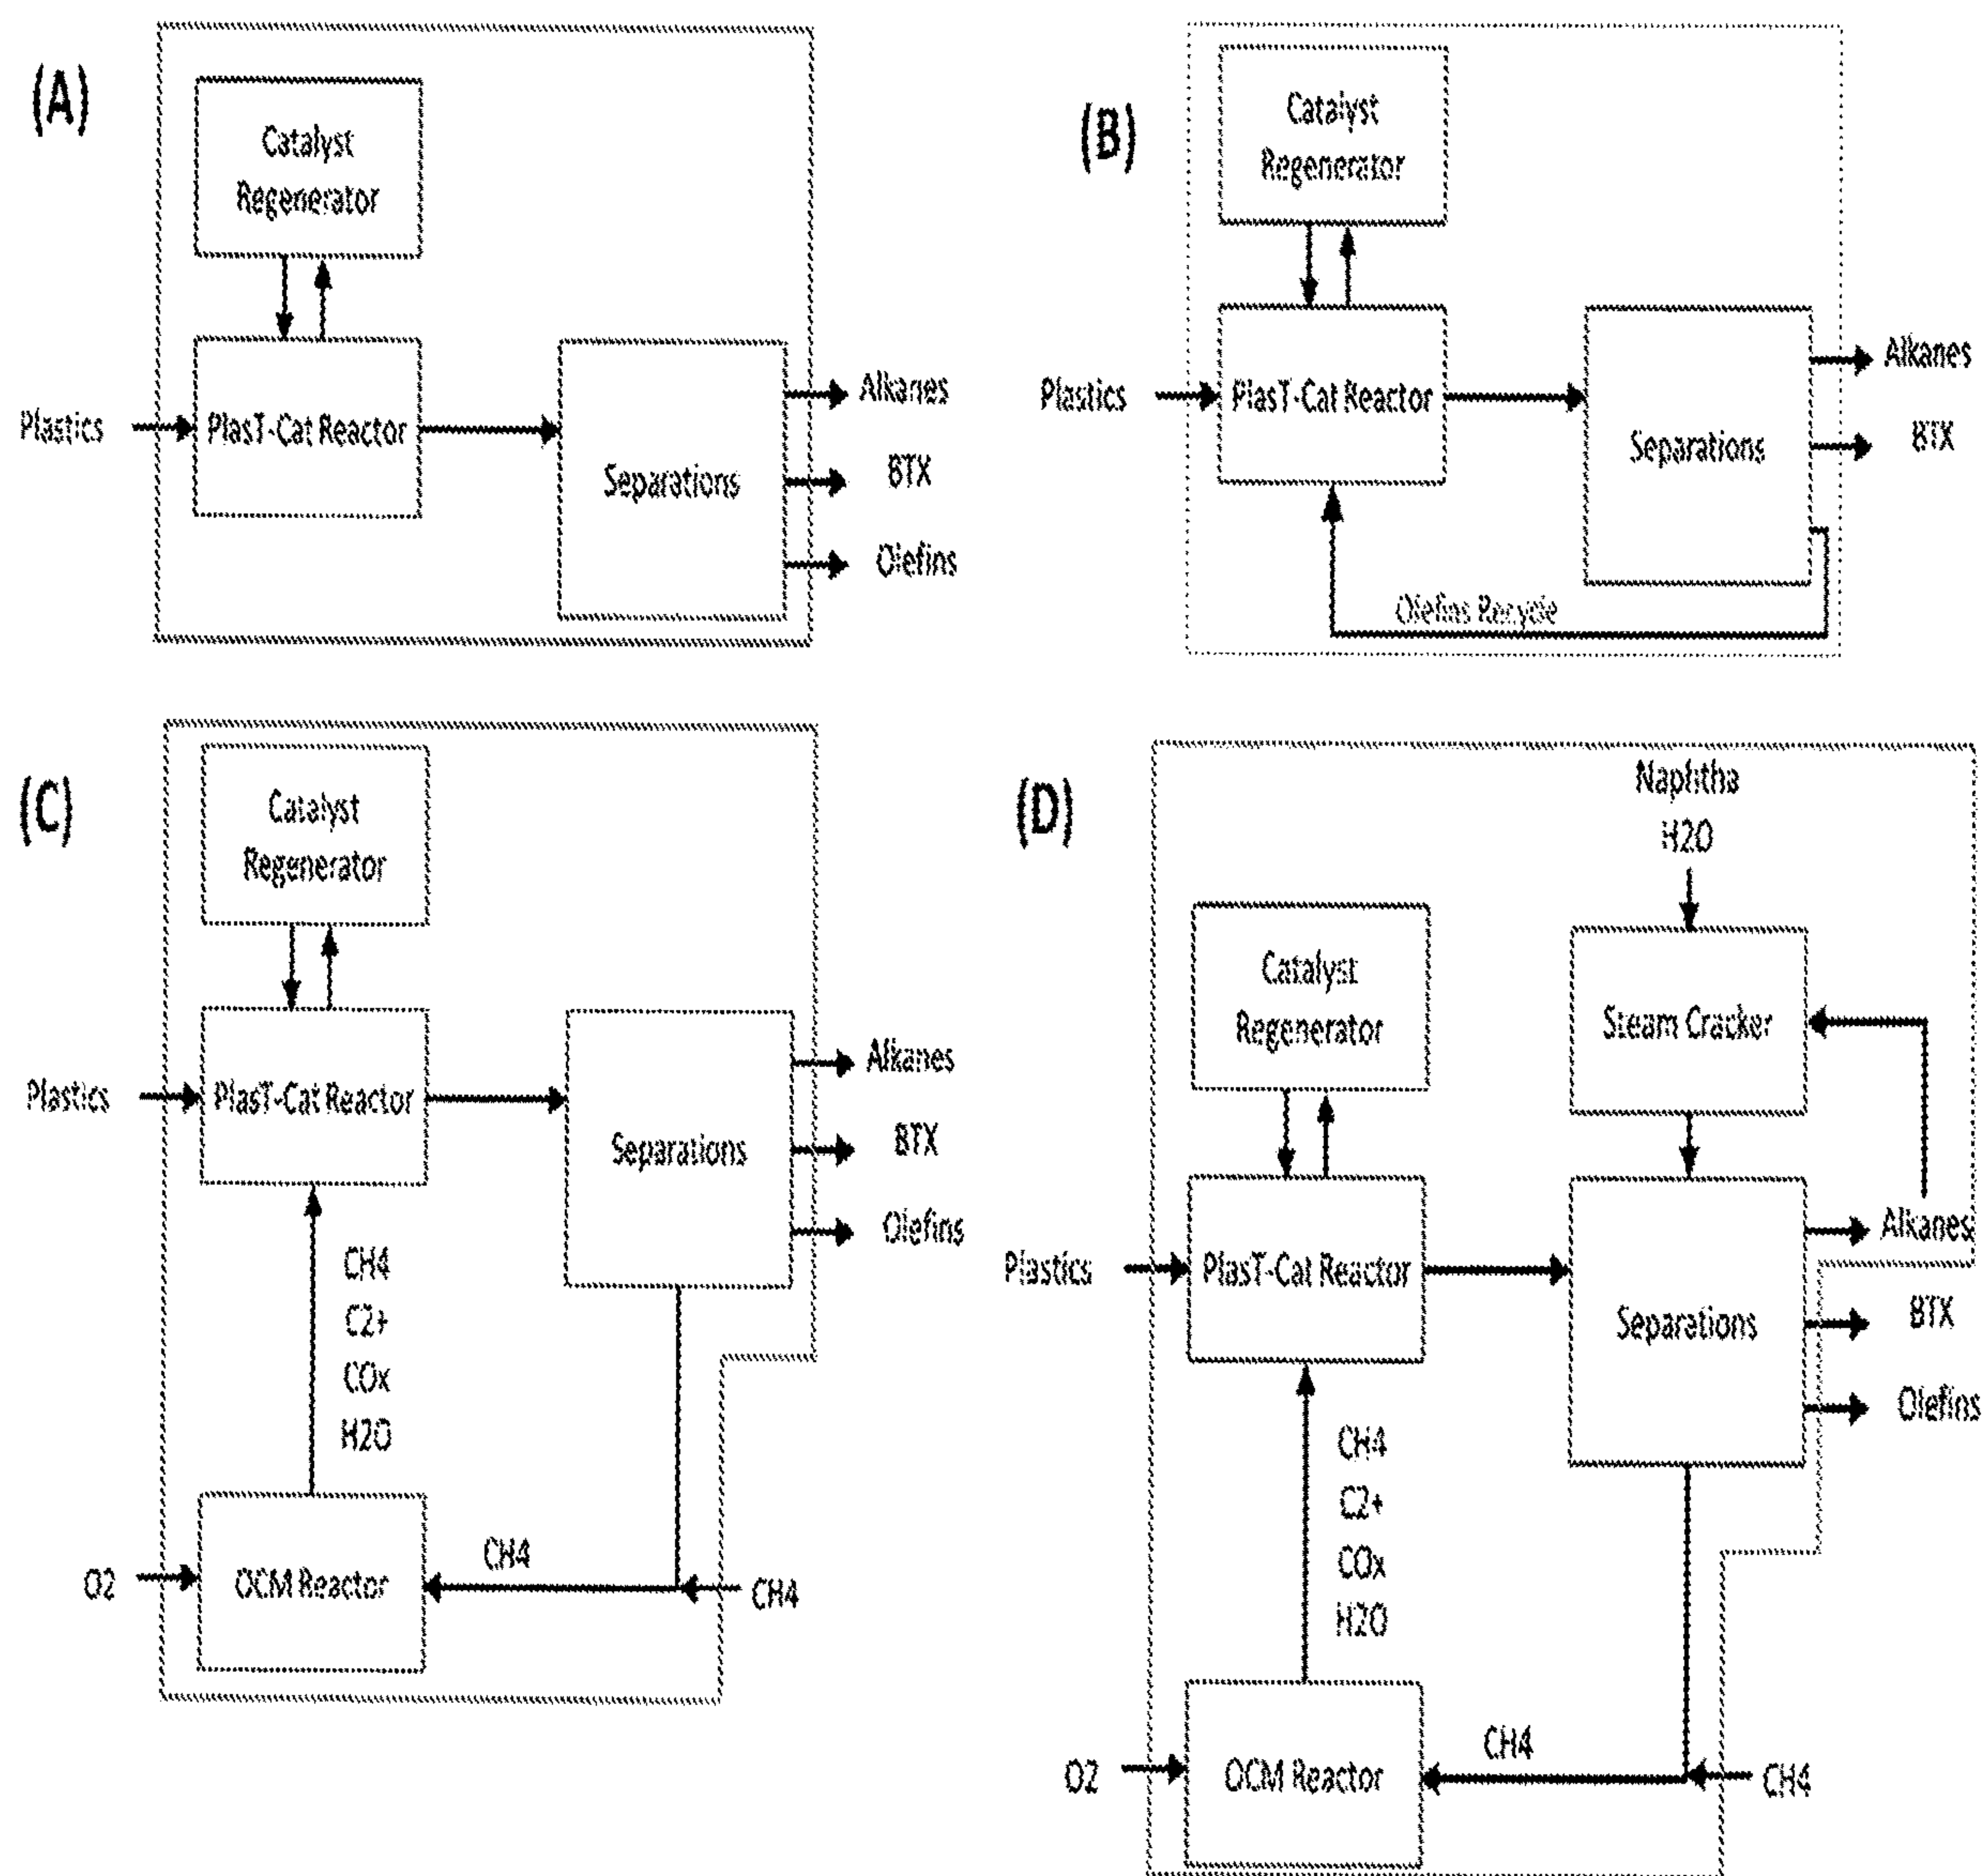 (A)
Catalyst
Regenerator
Plastics
PlasT-Cat Reactor
Separations
Alkanes
BTX
Olefins
(B)
Catalyst
Regenerator
Plastics
PlasT-Cat Reactor
Separations
Alkanes
BTX
Olefins Recycle
(C)
Catalyst
Regenerator
Plastics
PlasT-Cat Reactor
Separations
Alkanes
BTX
Olefins
CH4
C2+
COx
H2O
O2
OCM Reactor
CH4
CH4
(D)
Naphtha
H2O
Catalyst
Regenerator
Steam Cracker
Plastics
PlasT-Cat Reactor
Separations
Alkanes
BTX
Olefins
CH4
C2+
COx
H2O
O2
OCM Reactor
CH4
CH4